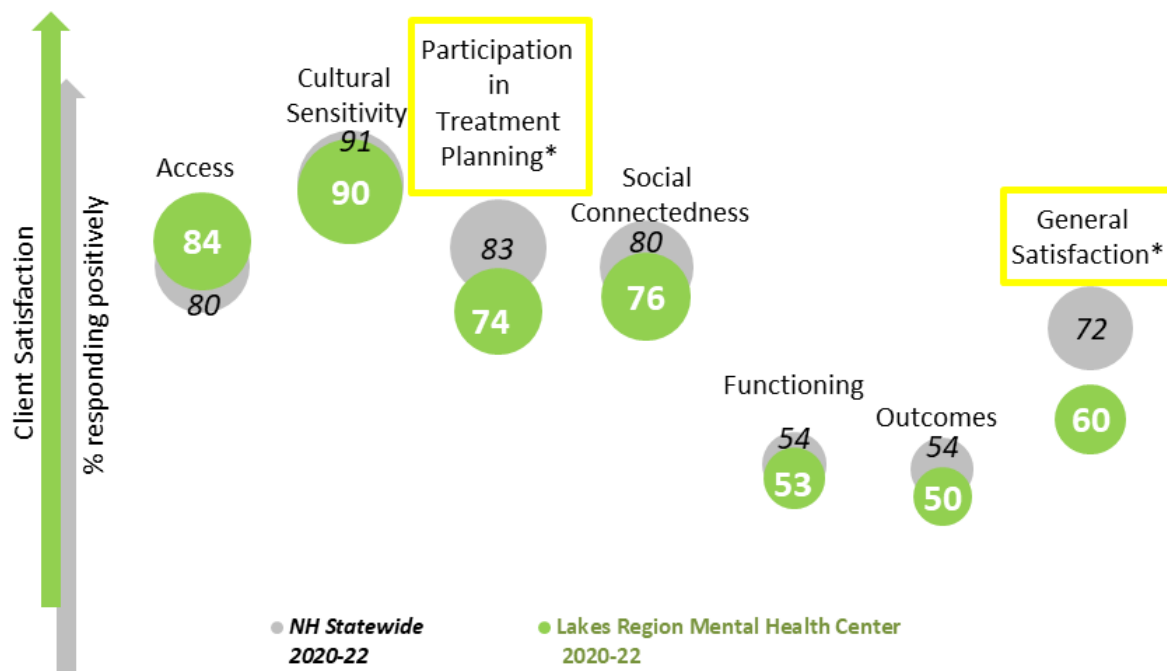 Client Satisfaction
% responding positively
Access
84
80
Cultural
Sensitivity
91
90
Participation
in
Treatment
Planning*
83
74
Social
Connectedness
80
76
Functioning
54
53
Outcomes
54
50
General
Satisfaction*
72
60
NH Statewide
2020-22
Lakes Region Mental Health Center
2020-22